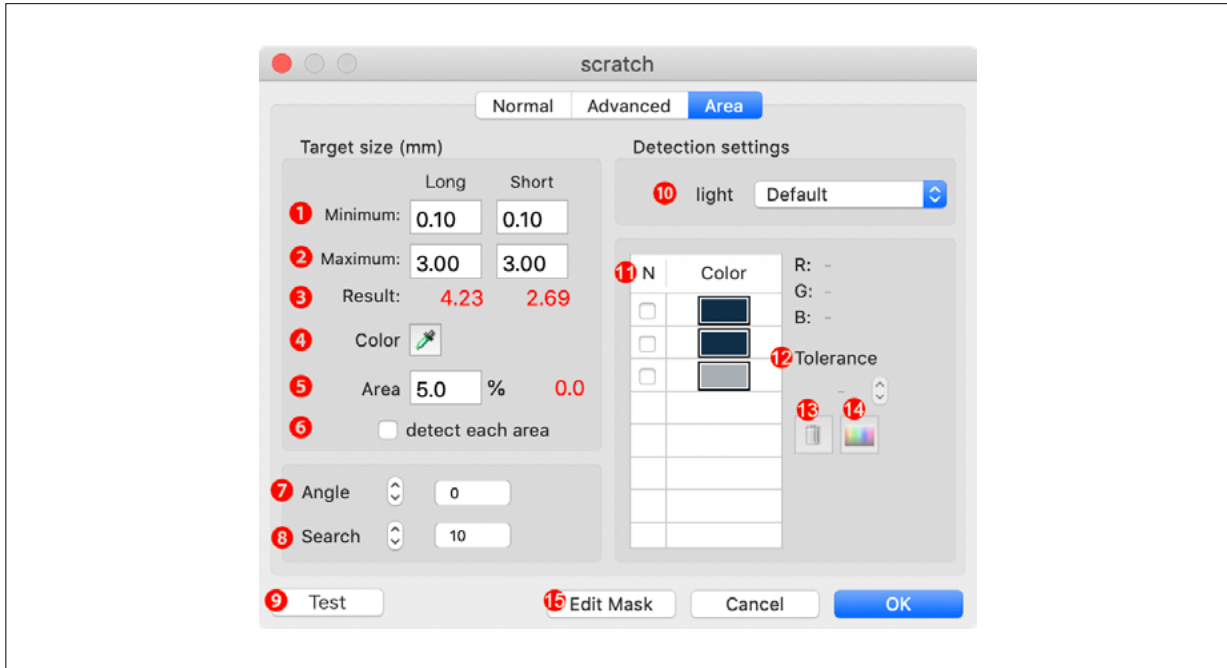 scratch
Normal Advanced Area
Target size (mm)
Long Short
1 Minimum: 0.10 0.10
2 Maximum: 3.00 3.00
3 Result: 4.23 2.69
4 Color
5 Area 5.0 % 0.0
6 detect each area
7 Angle 0
8 Search 10
Detection settings
10 light Default
11 N Color
R: -
G: -
B: -
12 Tolerance
-
13 14
9 Test
15 Edit Mask Cancel OK